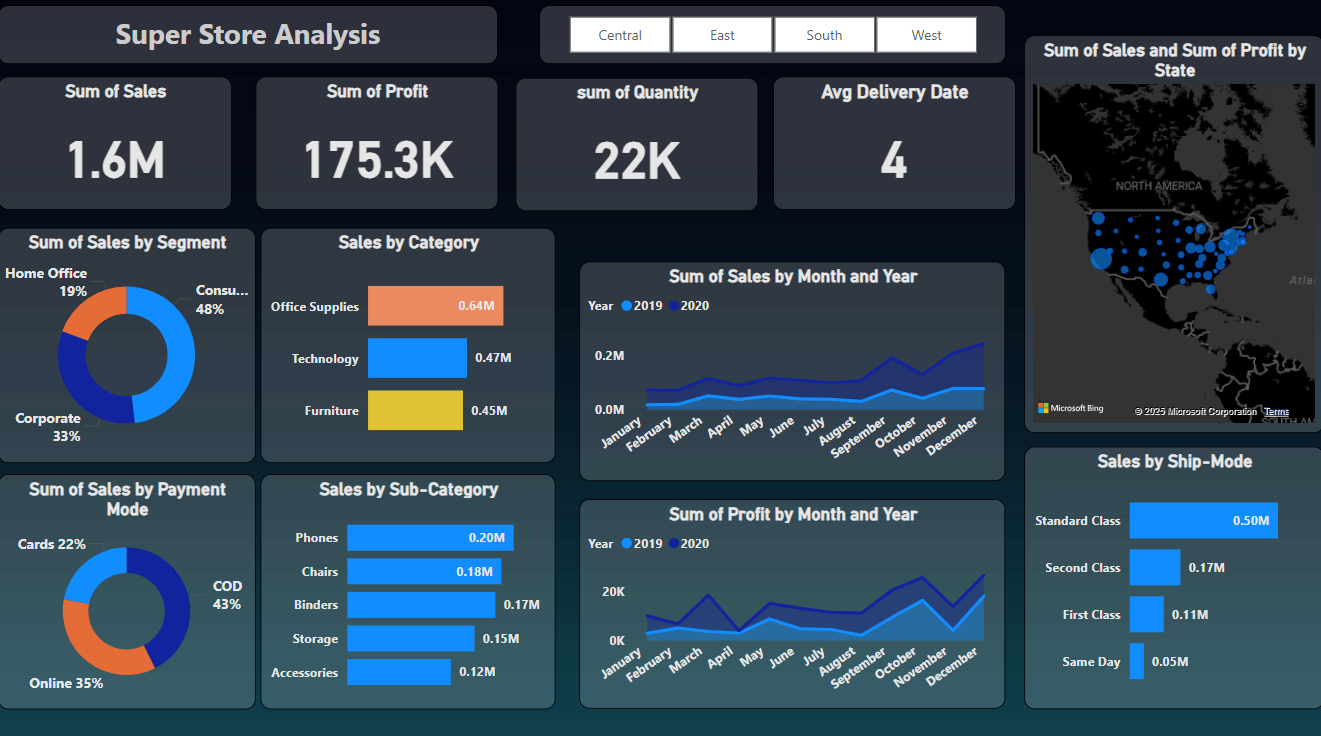 Super Store Analysis
Central
East
South
West
Sum of Sales
1.6M
Sum of Profit
175.3K
sum of Quantity
22K
Avg Delivery Date
4
Sum of Sales and Sum of Profit by
State
NORTH AMERICA
Atla
Microsoft Bing
© 2025 Microsoft Corporation Terms
SOUTH AM
Sum of Sales by Segment
Home Office
19%
Consu...
48%
Corporate
33%
Sales by Category
Office Supplies 0.64M
Technology 0.47M
Furniture 0.45M
Sum of Sales by Month and Year
Year 2019 2020
0.2M
0.0M
January
February
March
April
May
June
July
August
September
October
November
December
Sum of Sales by Payment
Mode
Cards 22%
COD
43%
Online 35%
Sales by Sub-Category
Phones 0.20M
Chairs 0.18M
Binders 0.17M
Storage 0.15M
Accessories 0.12M
Sum of Profit by Month and Year
Year 2019 2020
20K
0K
January
February
March
April
May
June
July
August
September
October
November
December
Sales by Ship-Mode
Standard Class 0.50M
Second Class 0.17M
First Class 0.11M
Same Day 0.05M